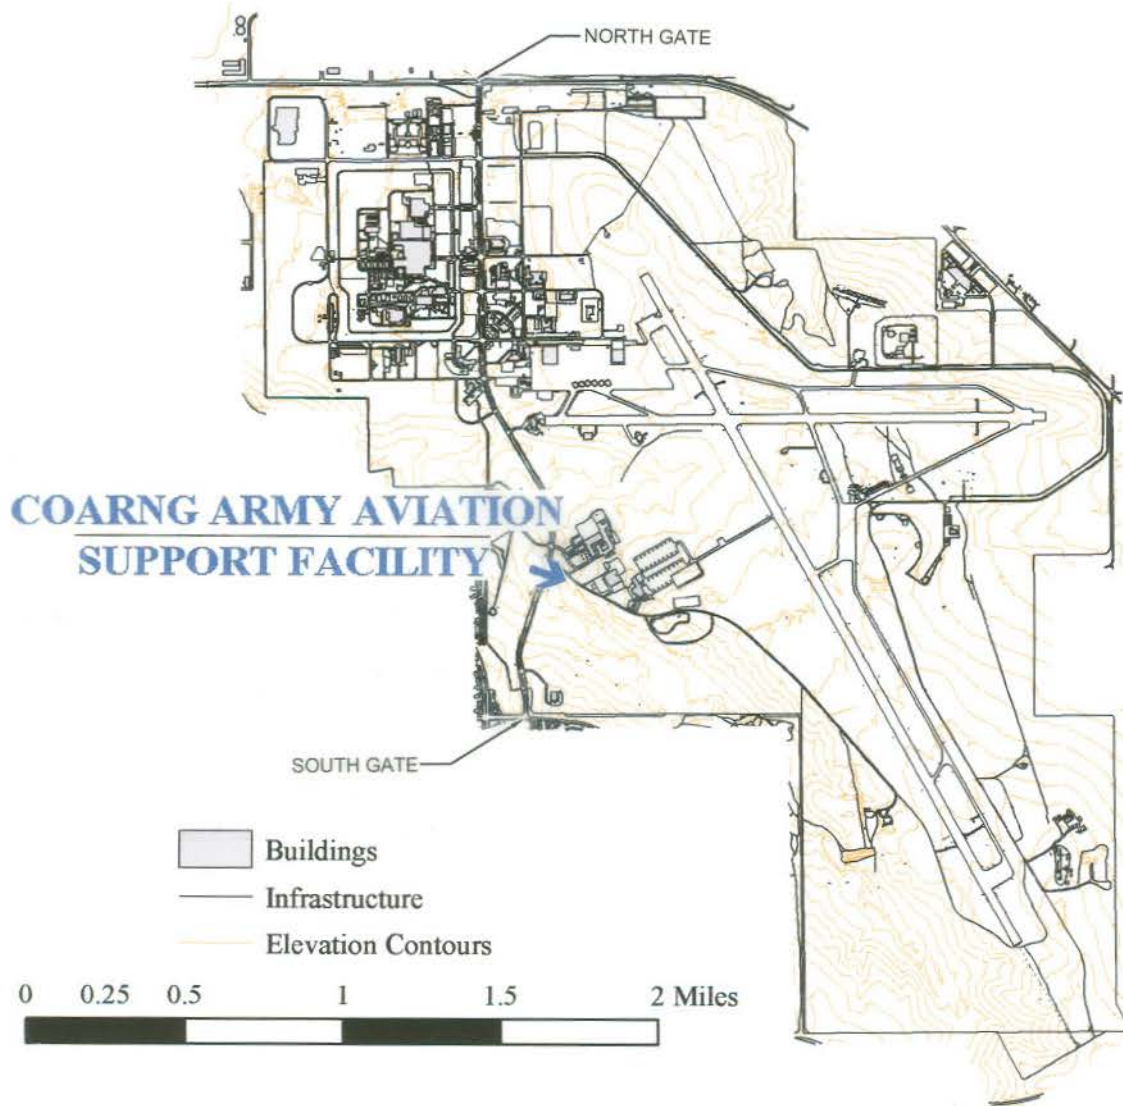 NORTH GATE
COARNG ARMY AVIATION
SUPPORT FACILITY
SOUTH GATE
Buildings
Infrastructure
Elevation Contours
0 0.25 0.5 1 1.5 2 Miles